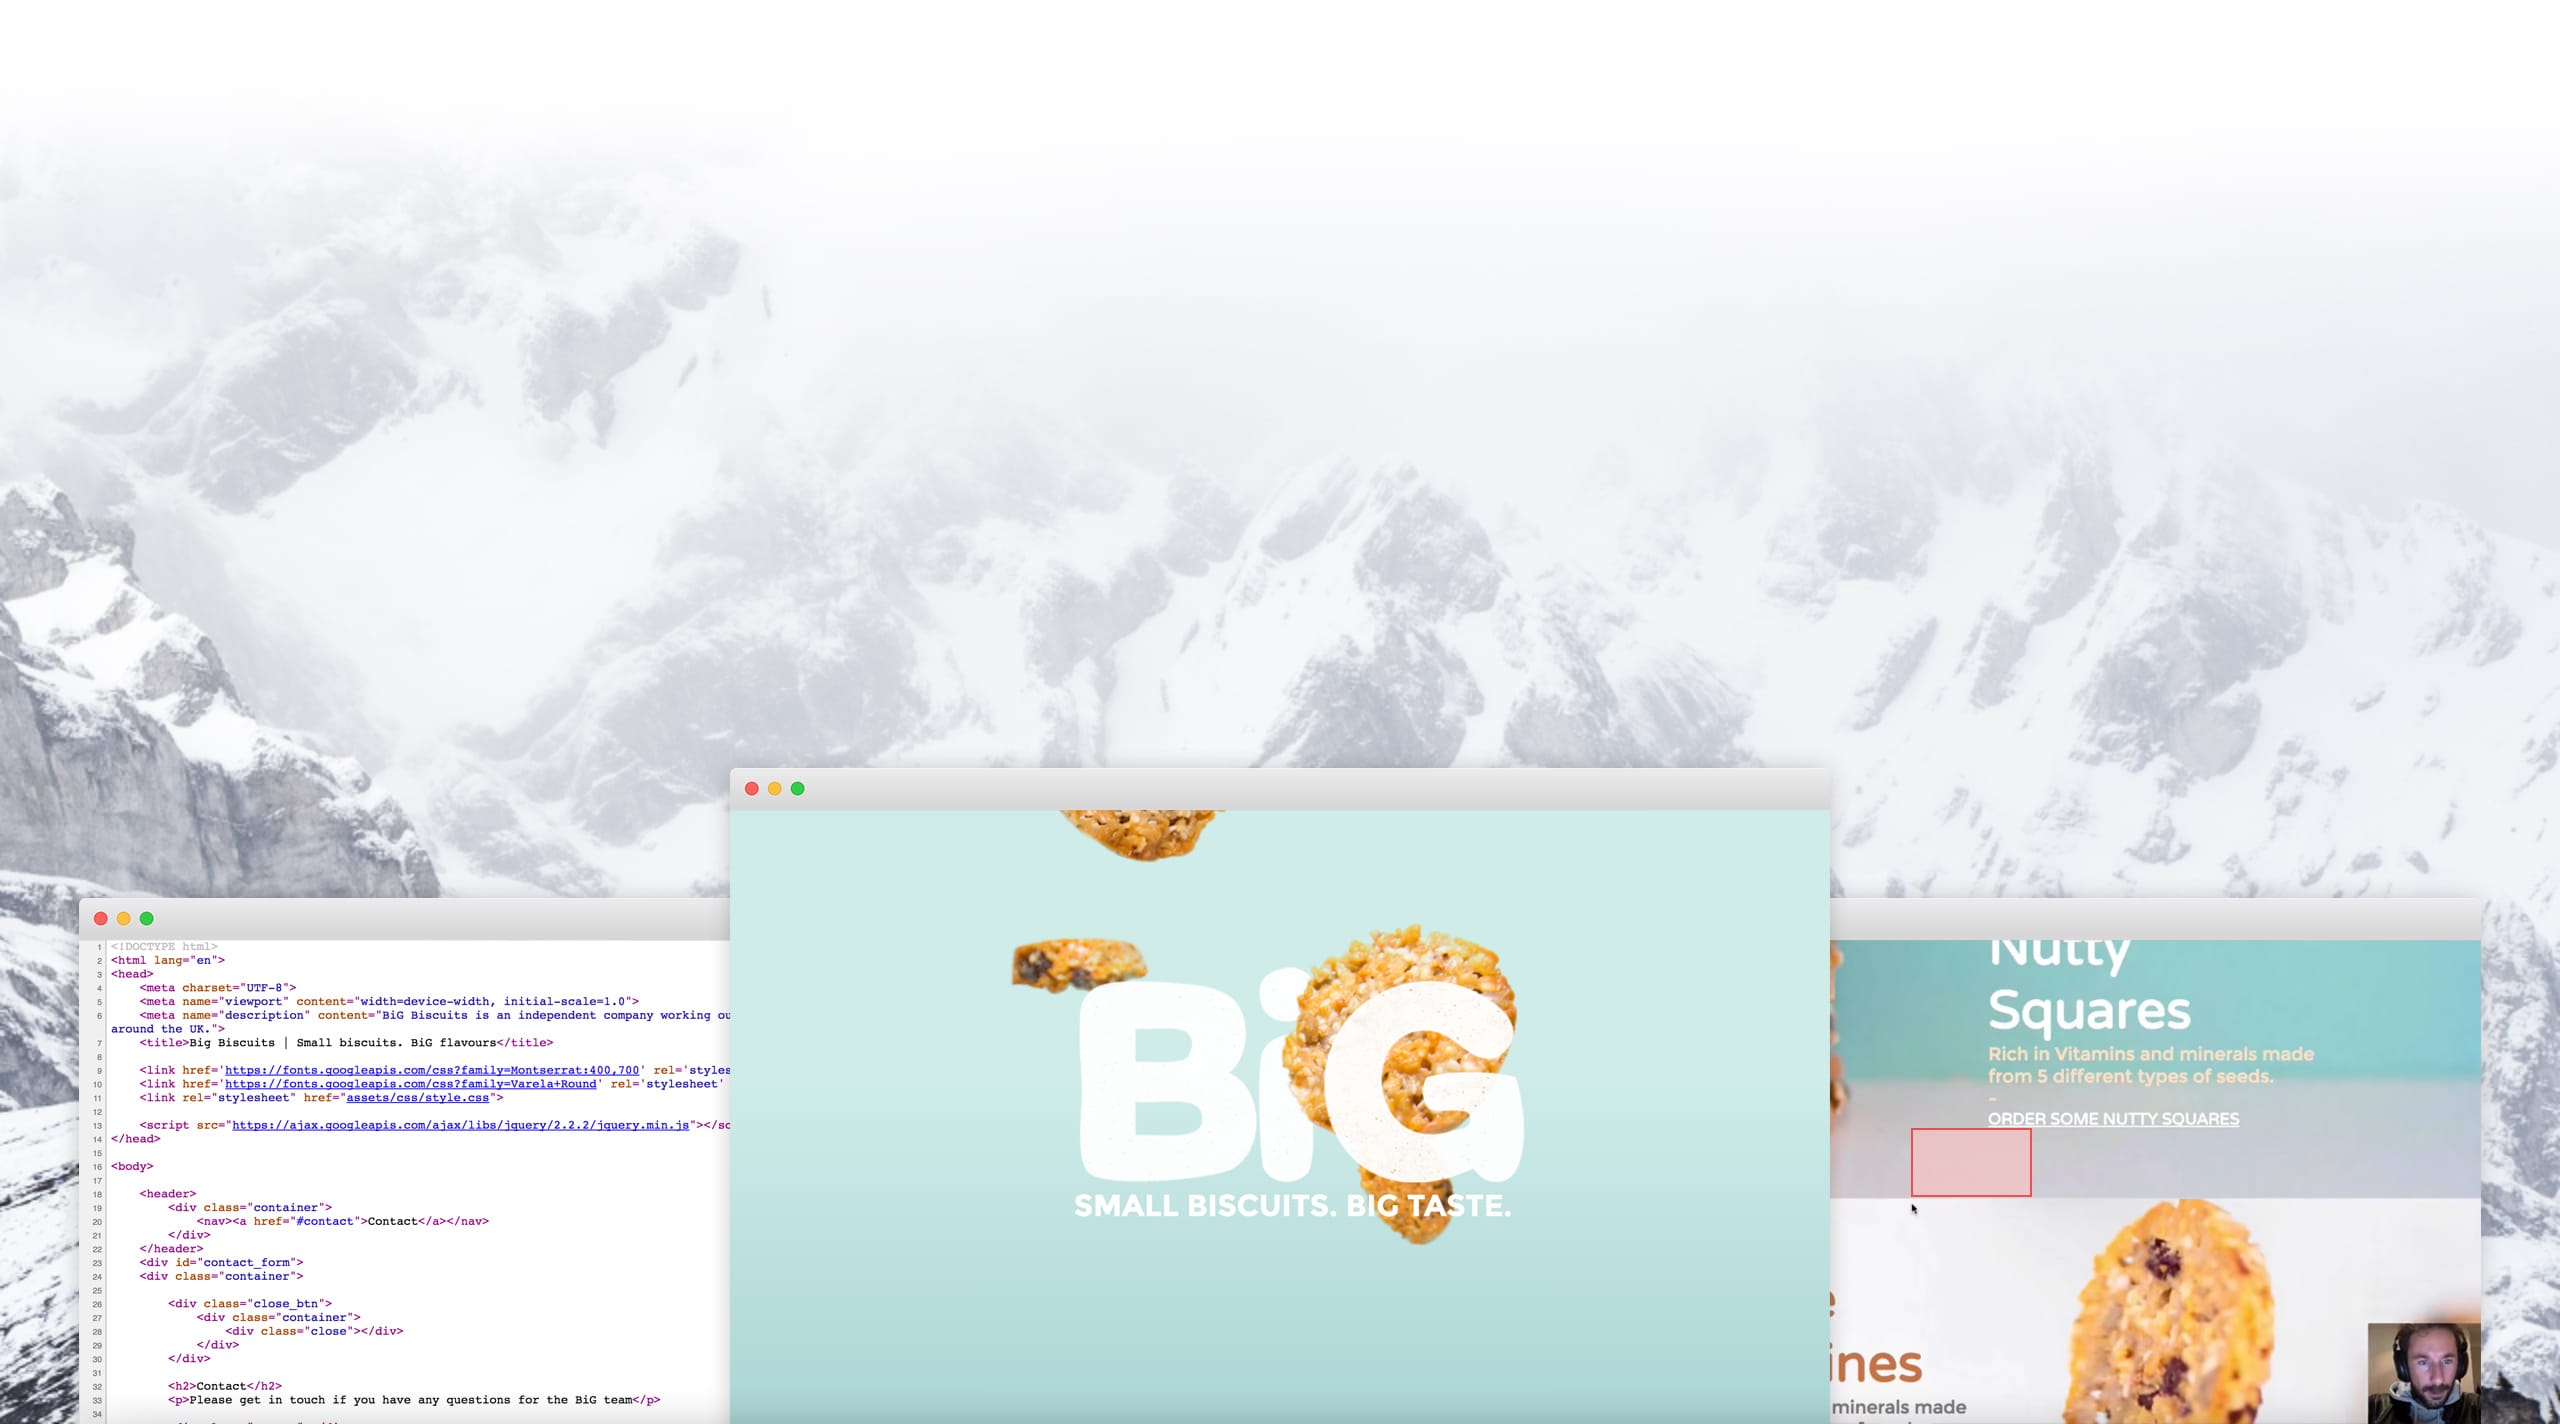 1 <!DOCTYPE html>
2 <html lang="en">
3 <head>
4 <meta charset="UTF-8">
5 <meta name="viewport" content="width=device-width, initial-scale=1.0">
6 <meta name="description" content="BiG Biscuits is an independent company working
around the UK.">
7 <title>Big Biscuits | Small biscuits. BiG flavours</title>
8
9 <link href='https://fonts.googleapis.com/css?family=Montserrat:400,700' rel='styles
10 <link href='https://fonts.googleapis.com/css?family=Varela+Round' rel='stylesheet'
11 <link rel="stylesheet" href="assets/css/style.css">
12
13 <script src="https://ajax.googleapis.com/ajax/libs/jquery/2.2.2/jquery.min.js"></sc
14 </head>
15
16 <body>
17
18 <header>
19 <div class="container">
20 <nav><a href="#contact">Contact</a></nav>
21 </div>
22 </header>
23 <div id="contact_form">
24 <div class="container">
25
26 <div class="close_btn">
27 <div class="container">
28 <div class="close"></div>
29 </div>
30 </div>
31
32 <h2>Contact</h2>
33 <p>Please get in touch if you have any questions for the BiG team</p>
34
BiG
SMALL BISCUITS. BIG TASTE.
Nutty
Squares
Rich in Vitamins and minerals made
from 5 different types of seeds.
-
ORDER SOME NUTTY SQUARES
ines
minerals made